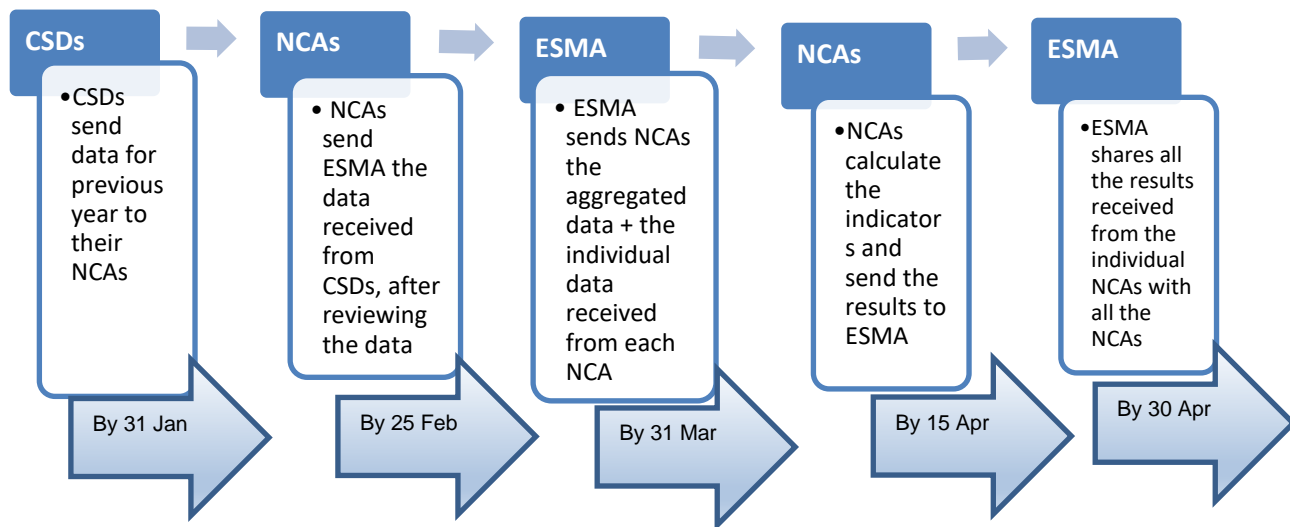 CSDs
•CSDs
send
data for
previous
year to
their
NCAs
By 31 Jan
NCAs
• NCAs
send
ESMA the
data
received
from
CSDs, after
reviewing
the data
By 25 Feb
ESMA
• ESMA
sends NCAs
the
aggregated
data + the
individual
data
received
from each
NCA
By 31 Mar
NCAs
•NCAs
calculate
the
indicator
s and
send the
results to
ESMA
By 15 Apr
ESMA
•ESMA
shares all
the results
received
from the
individual
NCAs with
all the
NCAs
By 30 Apr